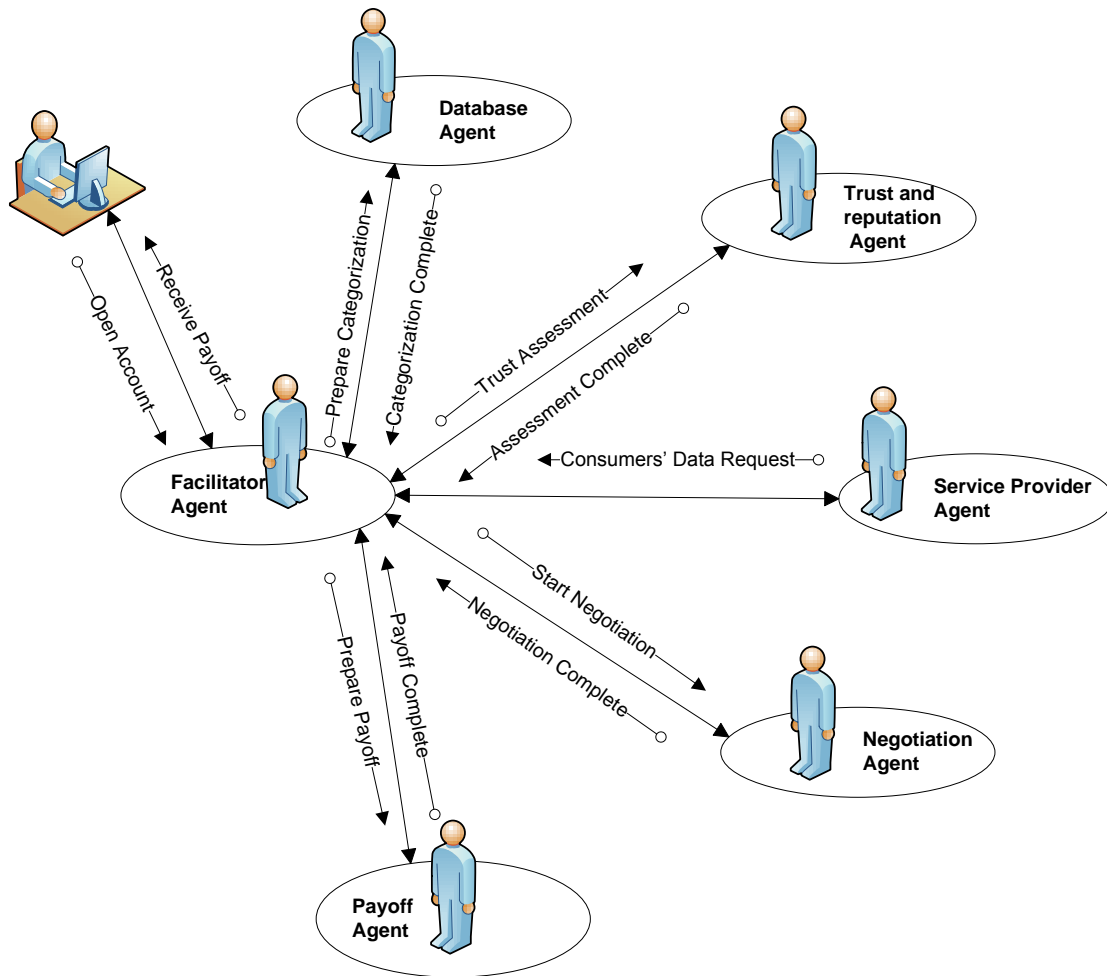 Database
Agent
Trust and
reputation
Agent
Open Account
Receive Payoff
Prepare Categorization
Categorization Complete
Trust Assessment
Assessment Complete
Consumers' Data Request
Facilitator
Agent
Service Provider
Agent
Start Negotiation
Negotiation Complete
Prepare Payoff
Payoff Complete
Negotiation
Agent
Payoff
Agent